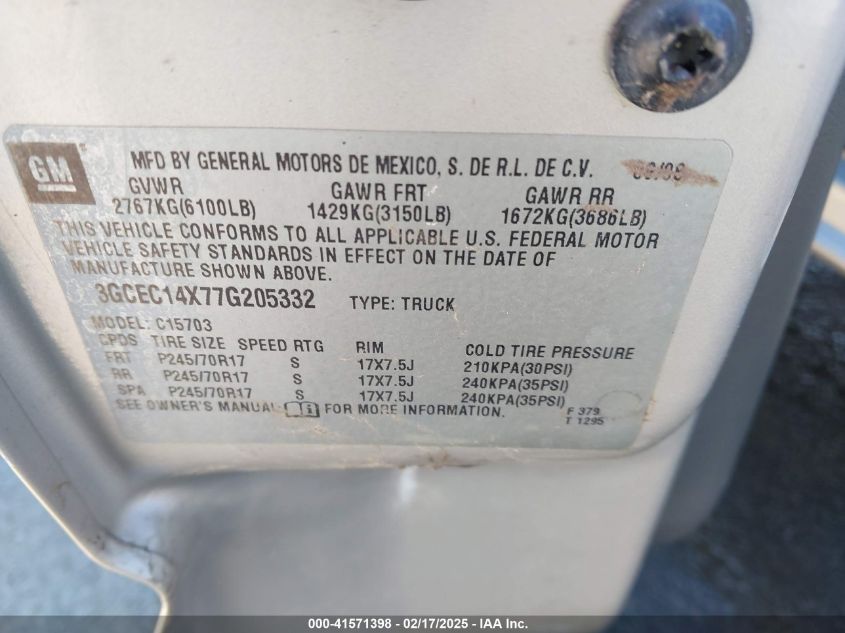 GM
MFD BY GENERAL MOTORS DE MEXICO, S. DE R.L. DE C.V.
GVWR GAWR FRT GAWR RR
2767KG(6100LB) 1429KG(3150LB) 1672KG(3686LB)
THIS VEHICLE CONFORMS TO ALL APPLICABLE U.S. FEDERAL MOTOR
VEHICLE SAFETY STANDARDS IN EFFECT ON THE DATE OF
MANUFACTURE SHOWN ABOVE.
3GCEC14X77G205332 TYPE: TRUCK
MODEL: C15703
CPDS TIRE SIZE SPEED RTG RIM COLD TIRE PRESSURE
FRT P245/70R17 S 17X7.5J 210KPA(30PSI)
RR P245/70R17 S 17X7.5J 240KPA(35PSI)
SPA P245/70R17 S 17X7.5J 240KPA(35PSI)
SEE OWNER'S MANUAL FOR MORE INFORMATION.
F 379
T 1295
000-41571398 - 02/17/2025 - IAA Inc.